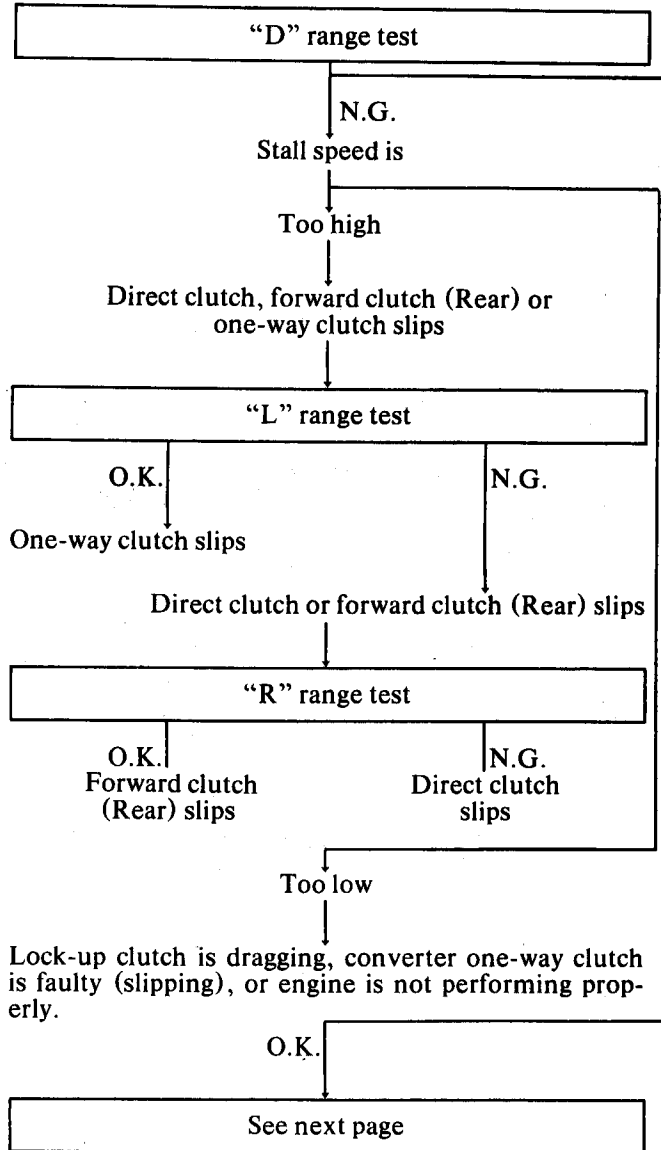 “D” range test
N.G.
Stall speed is
Too high
Direct clutch, forward clutch (Rear) or
one-way clutch slips
“L” range test
O.K.
N.G.
One-way clutch slips
Direct clutch or forward clutch (Rear) slips
“R” range test
O.K.
N.G.
Forward clutch
(Rear) slips
Direct clutch
slips
Too low
Lock-up clutch is dragging, converter one-way clutch
is faulty (slipping), or engine is not performing prop-
erly.
O.K.
See next page